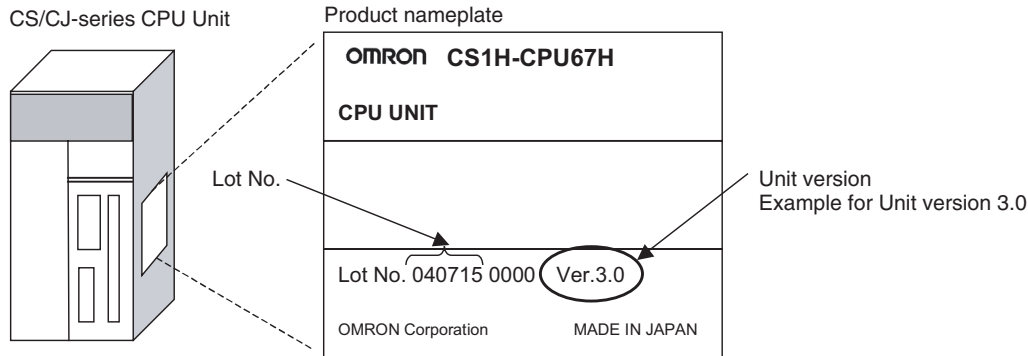 CS/CJ-series CPU Unit
Product nameplate
OMRON CS1H-CPU67H
CPU UNIT
Lot No.
Unit version
Example for Unit version 3.0
Lot No. 040715 0000 Ver.3.0
OMRON Corporation MADE IN JAPAN